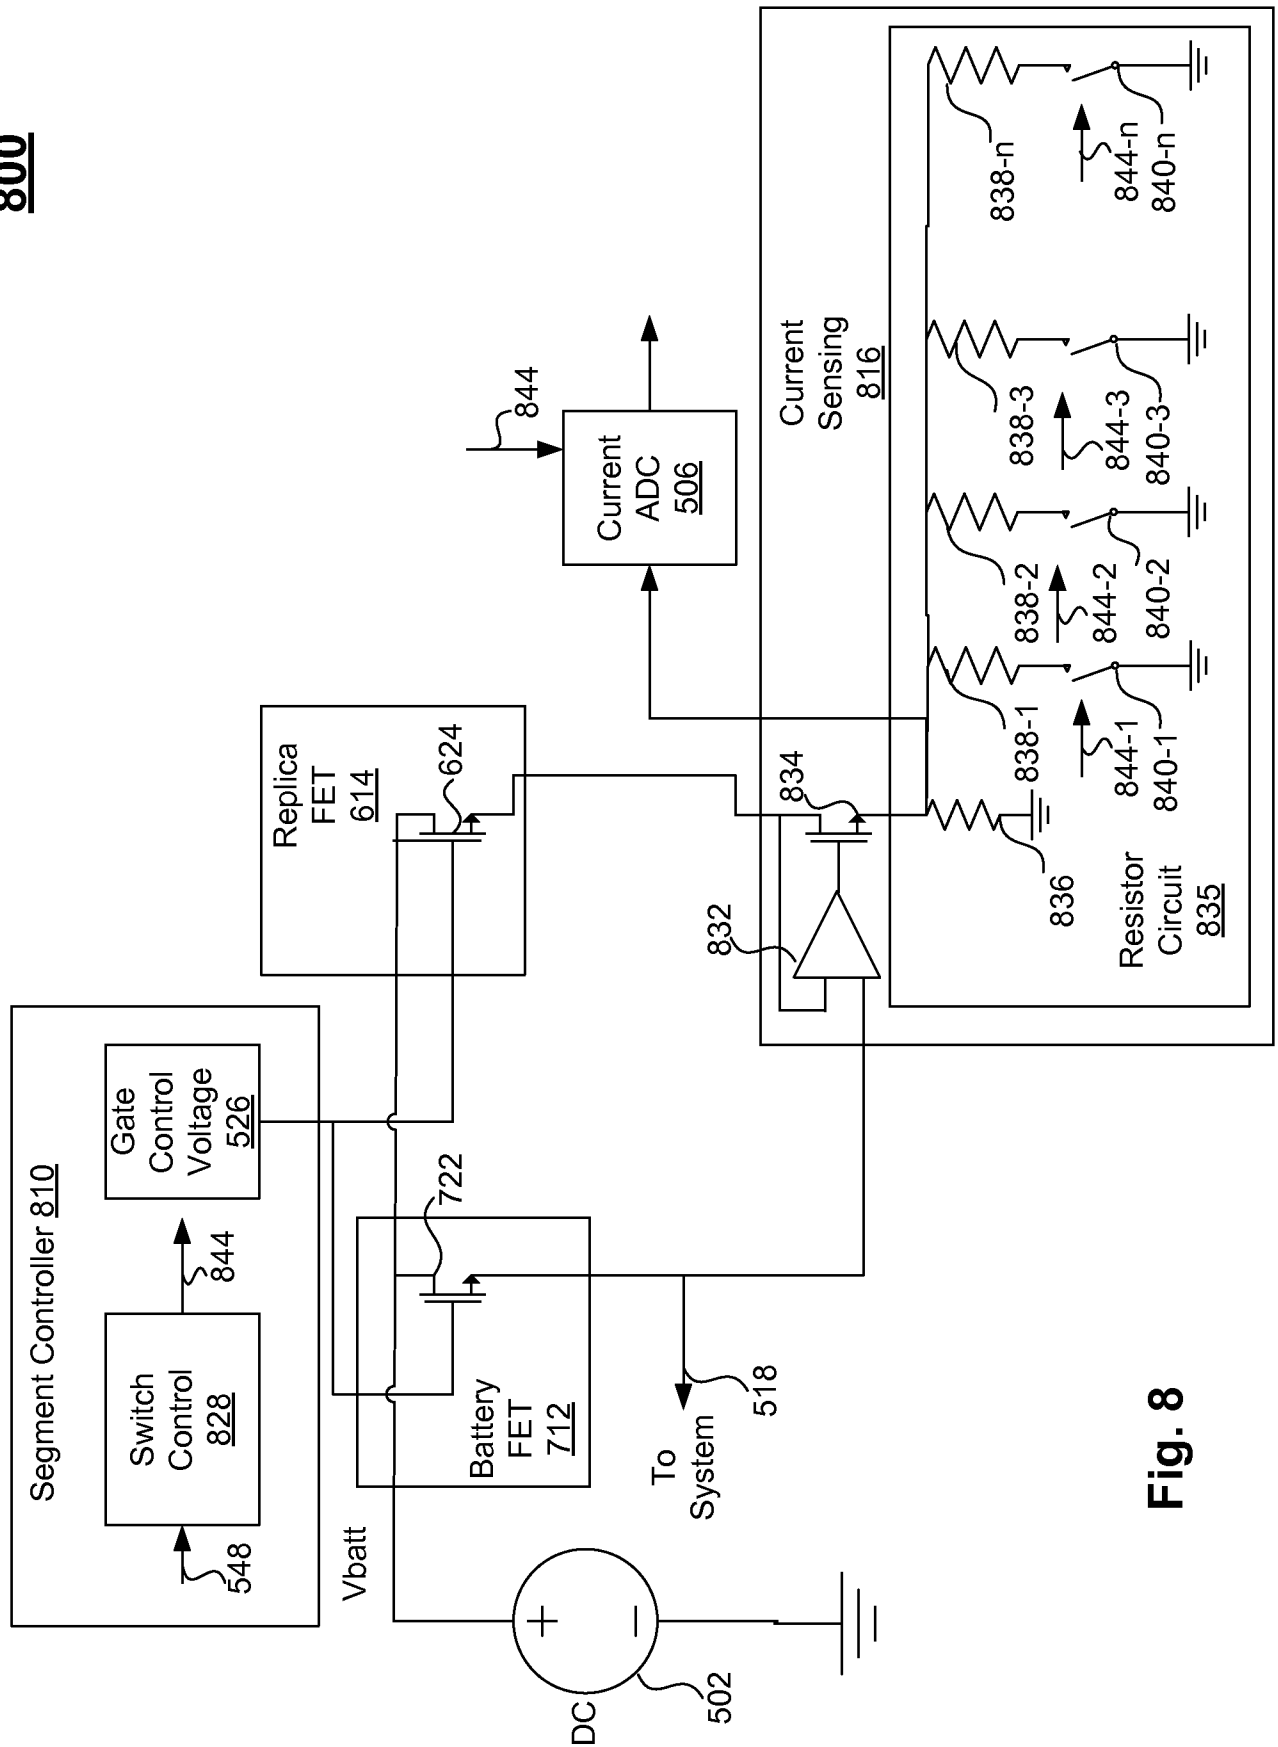 800
Segment Controller 810
548
Switch
Control
828
844
Gate
Control
Voltage
526
Replica
FET
614
624
844
Current
ADC
506
Vbatt
Battery
FET
712
722
DC
502
To
System
518
Current
Sensing
816
832
834
Resistor
Circuit
835
836
838-1
844-1
840-1
838-2
844-2
840-2
838-3
844-3
840-3
838-n
844-n
840-n
Fig. 8